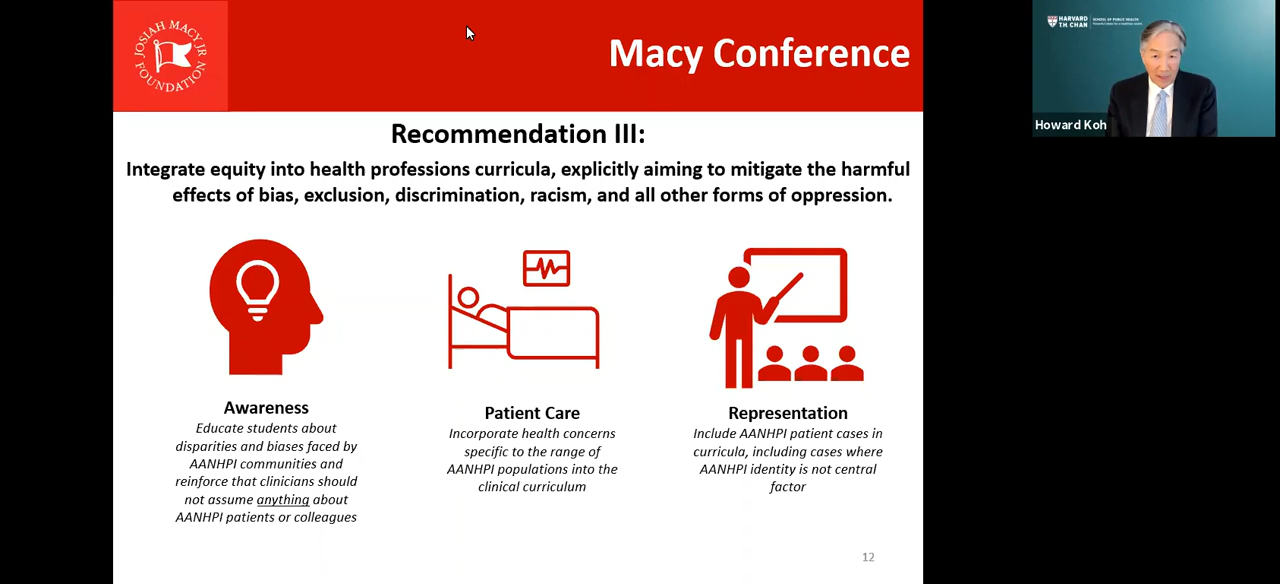 JOSIAH MACY JR
FOUNDATION
Macy Conference
HARVARD
T.H. CHAN
SCHOOL OF PUBLIC HEALTH
Howard Koh
Recommendation III:
Integrate equity into health professions curricula, explicitly aiming to mitigate the harmful
effects of bias, exclusion, discrimination, racism, and all other forms of oppression.
Awareness
Educate students about
disparities and biases faced by
AANHPI communities and
reinforce that clinicians should
not assume anything about
AANHPI patients or colleagues
Patient Care
Incorporate health concerns
specific to the range of
AANHPI populations into the
clinical curriculum
Representation
Include AANHPI patient cases in
curricula, including cases where
AANHPI identity is not central
factor
12